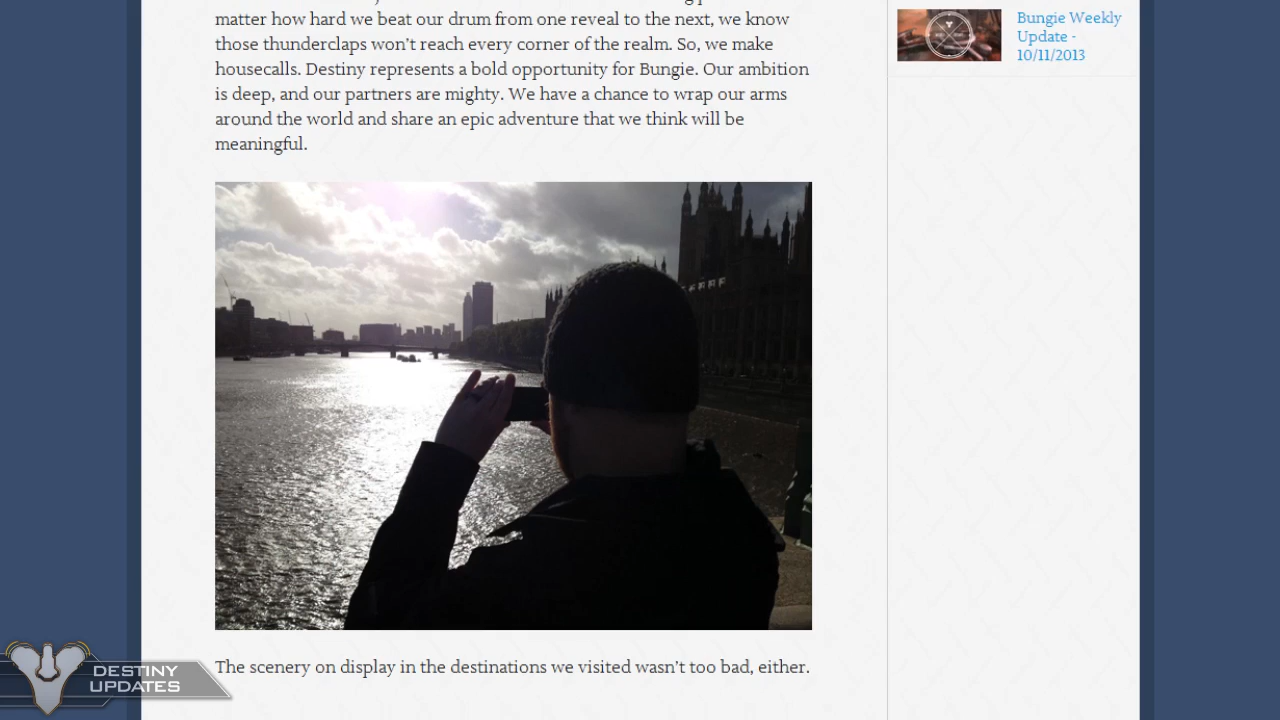 matter how hard we beat our drum from one reveal to the next, we know
those thunderclaps won't reach every corner of the realm. So, we make
housecalls. Destiny represents a bold opportunity for Bungie. Our ambition
is deep, and our partners are mighty. We have a chance to wrap our arms
around the world and share an epic adventure that we think will be
meaningful.
The scenery on display in the destinations we visited wasn't too bad, either.
Bungie Weekly
Update -
10/11/2013
DESTINY
UPDATES